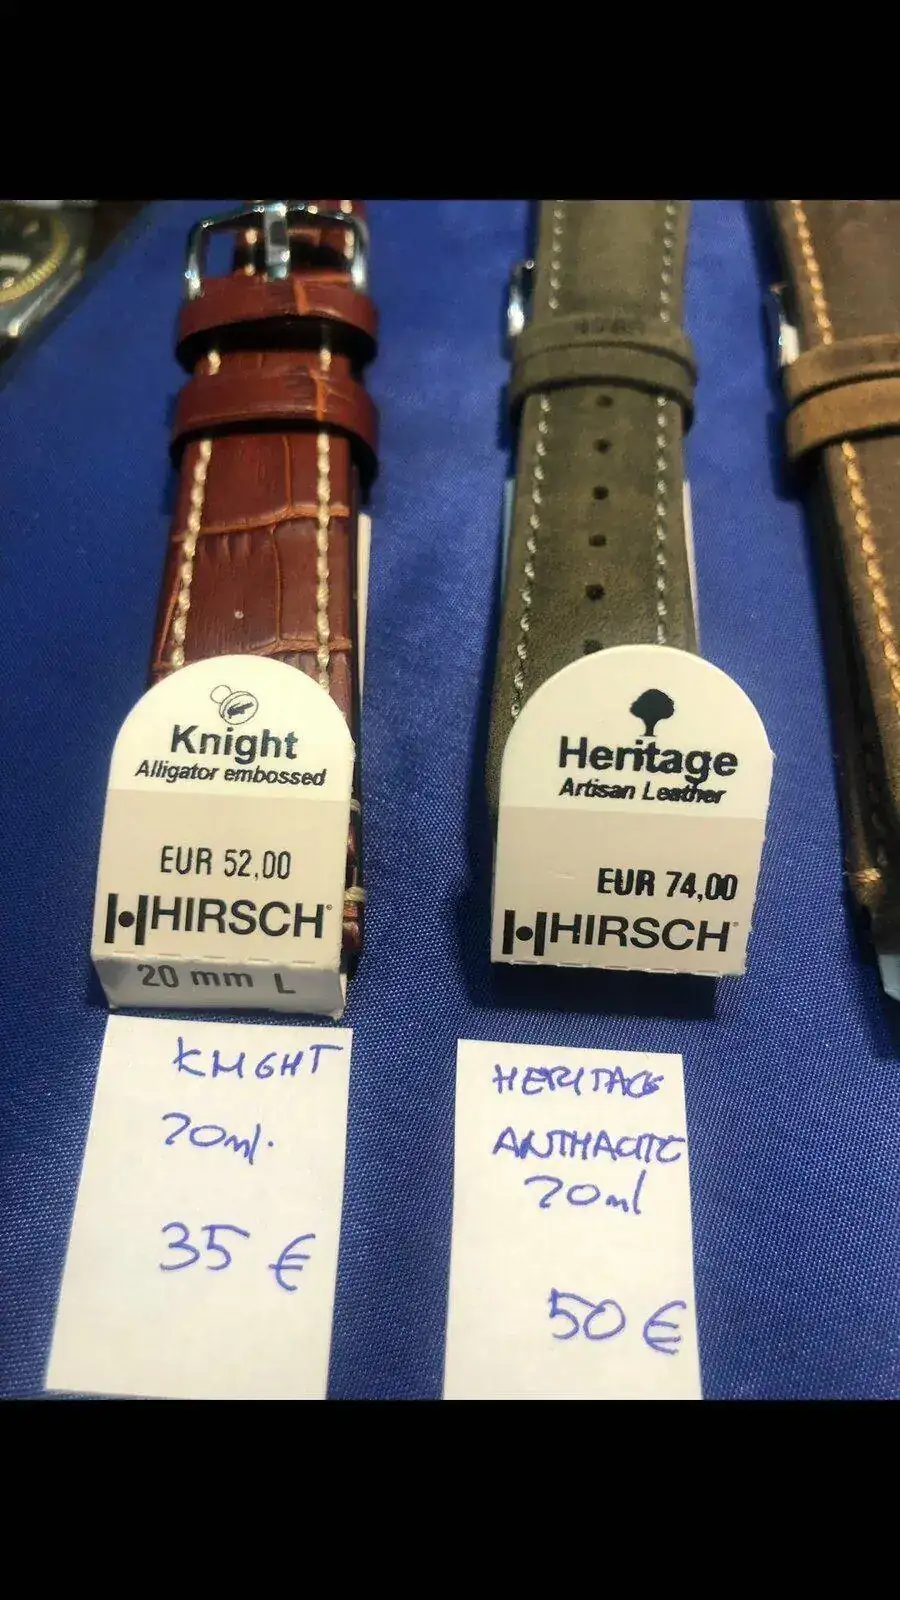 Knight
Alligator embossed
EUR 52,00
HIRSCH®
20 mm L
KNIGHT
20ml.
35 €
Heritage
Artisan Leather
EUR 74,00
HIRSCH®
HERITAGE
ANTHACITE
20ml
50 €